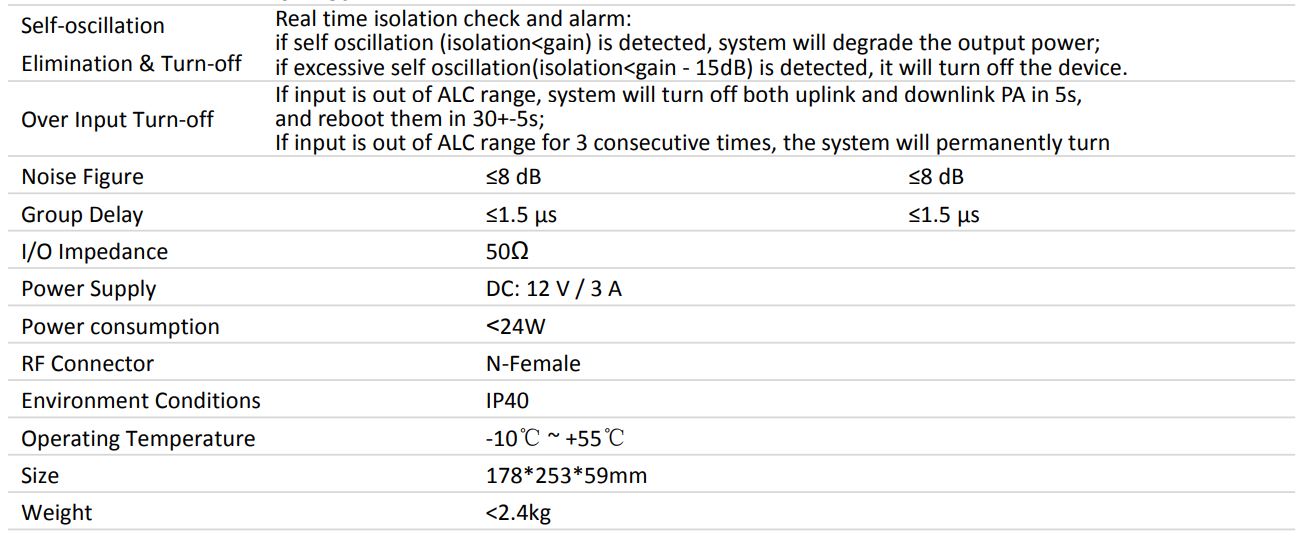 Self-oscillation
Elimination & Turn-off
Real time isolation check and alarm:
if self oscillation (isolation<gain) is detected, system will degrade the output power;
if excessive self oscillation(isolation<gain - 15dB) is detected, it will turn off the device.
Over Input Turn-off
If input is out of ALC range, system will turn off both uplink and downlink PA in 5s,
and reboot them in 30+-5s;
If input is out of ALC range for 3 consecutive times, the system will permanently turn
Noise Figure ≤8 dB ≤8 dB
Group Delay ≤1.5 μs ≤1.5 μs
I/O Impedance 50Ω
Power Supply DC: 12 V / 3 A
Power consumption <24W
RF Connector N-Female
Environment Conditions IP40
Operating Temperature -10℃ ~ +55℃
Size 178*253*59mm
Weight <2.4kg